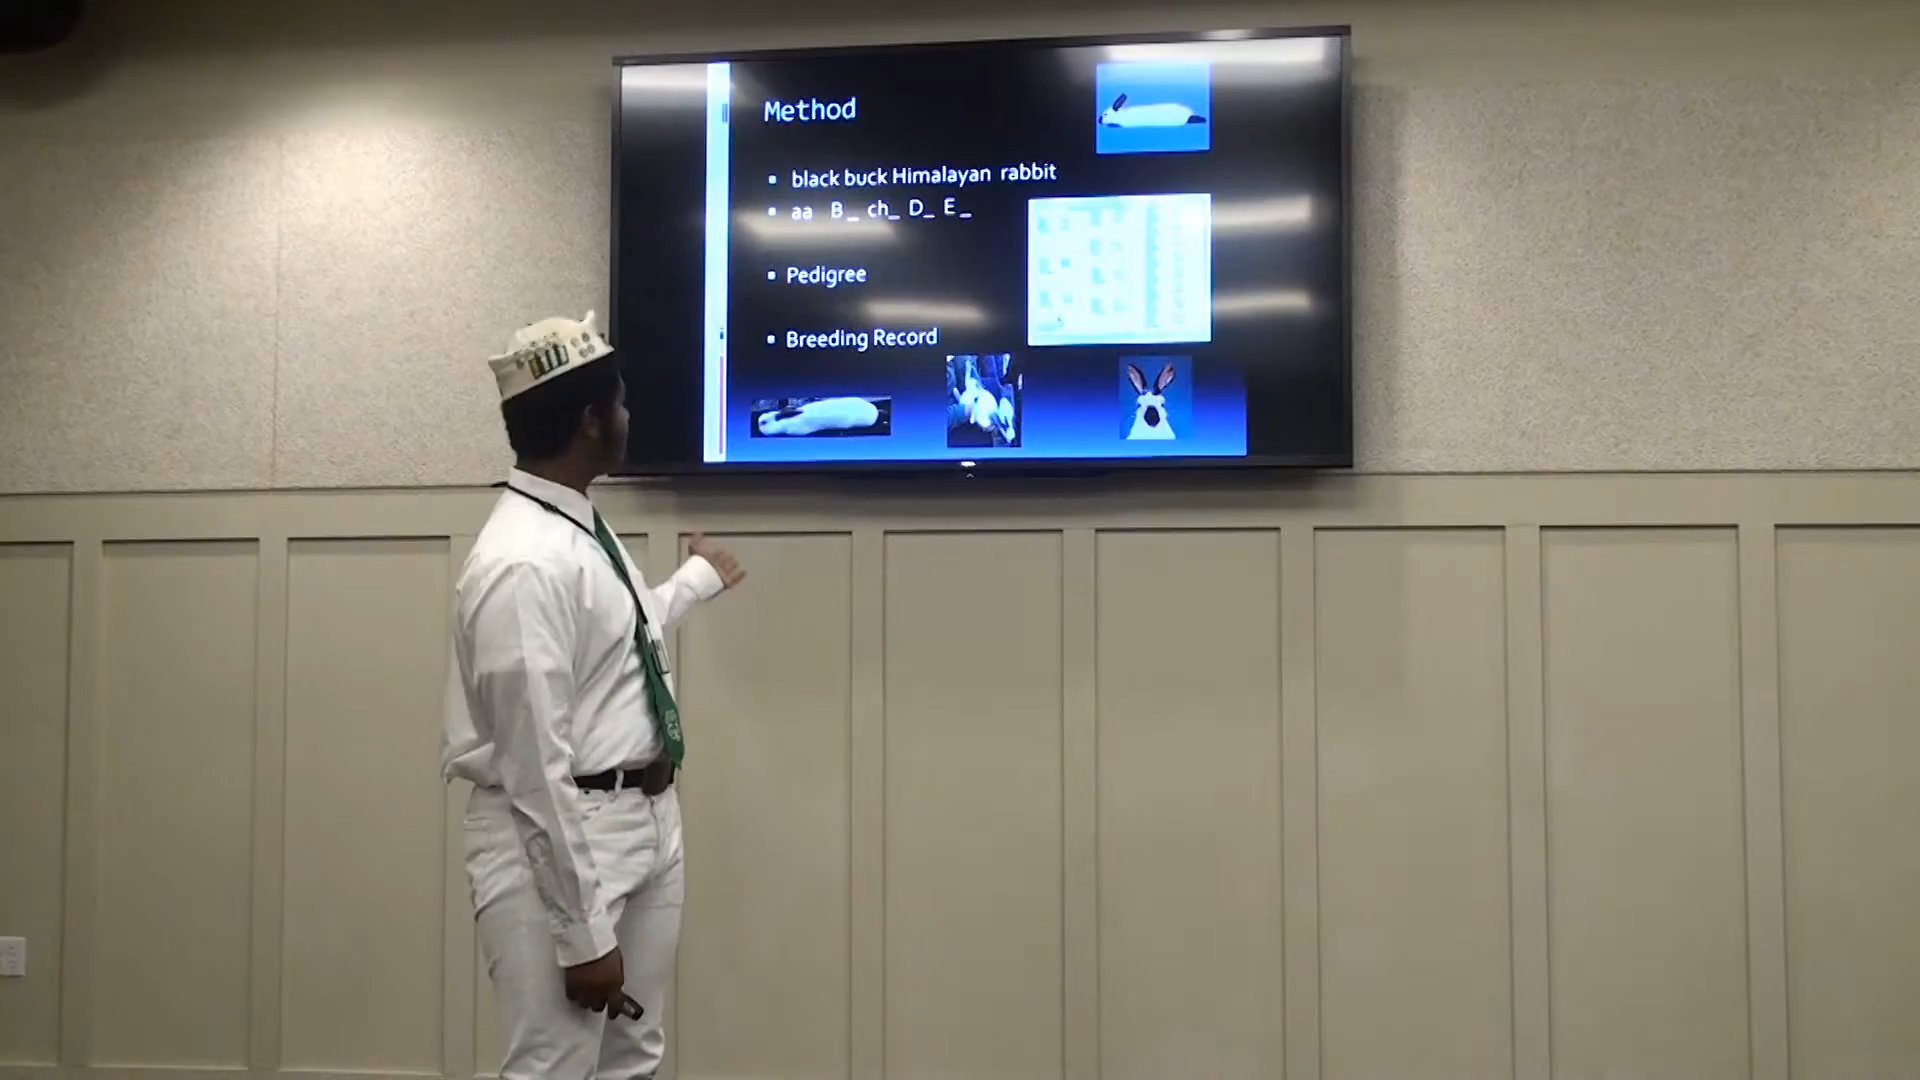 Method
black buck Himalayan rabbit
aa B_ ch_ D_ E_
Pedigree
Breeding Record